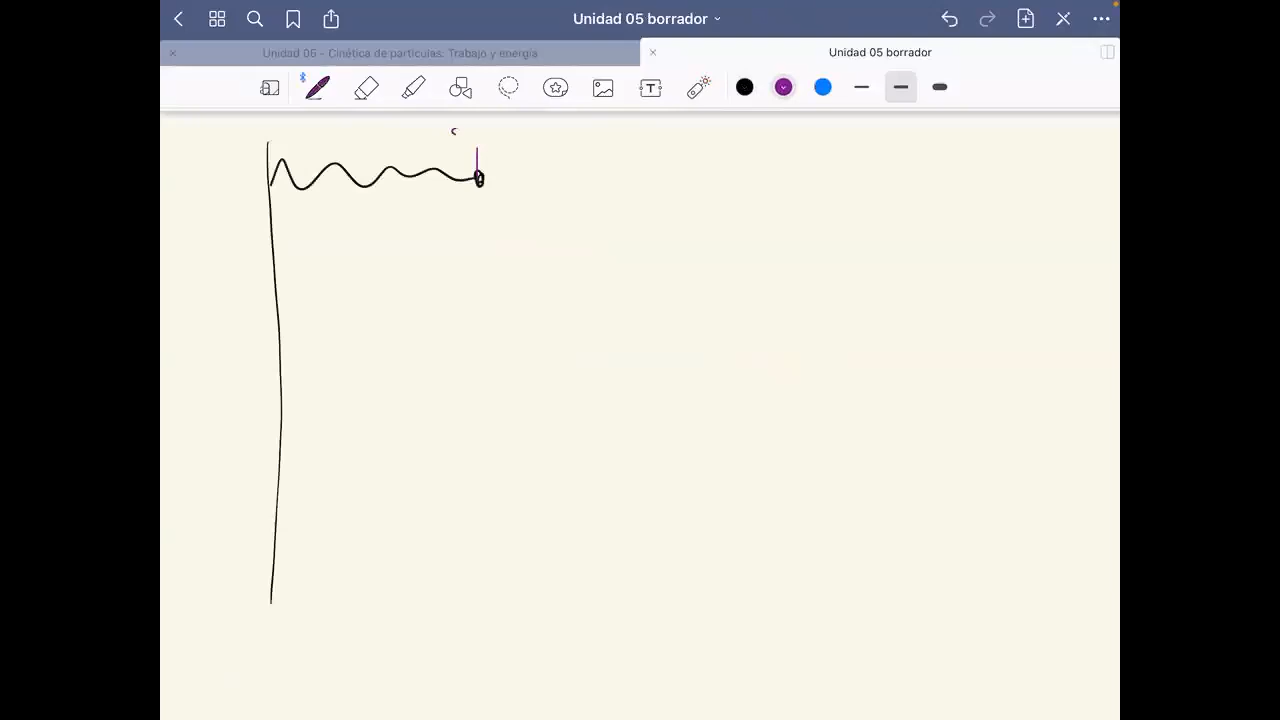 Unidad 05 borrador
Unidad 05 - Cinética de partículas: Trabajo y energía
Unidad 05 borrador